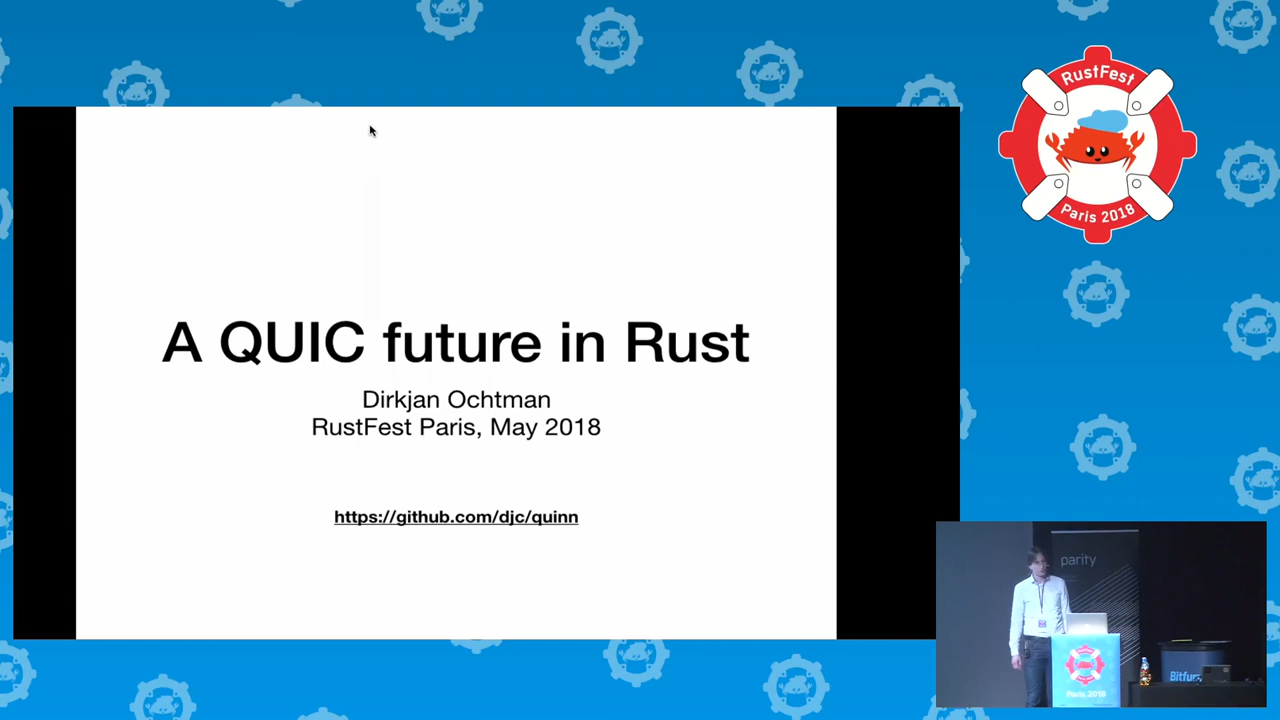 A QUIC future in Rust
Dirkjan Ochtman
RustFest Paris, May 2018
https://github.com/djc/quinn
RustFest
Paris 2018
parity
Paris 2018